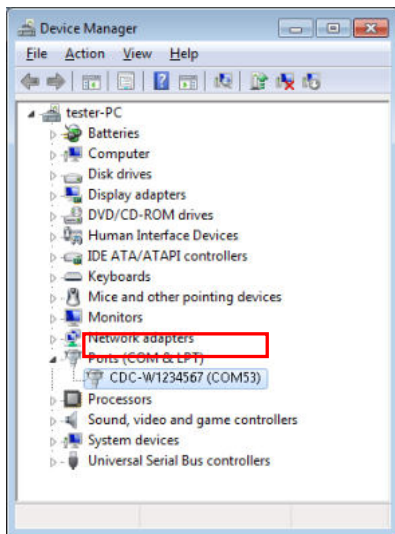 Device Manager
File Action View Help
tester-PC
Batteries
Computer
Disk drives
Display adapters
DVD/CD-ROM drives
Human Interface Devices
IDE ATA/ATAPI controllers
Keyboards
Mice and other pointing devices
Monitors
Network adapters
Ports (COM & LPT)
CDC-W1234567 (COM53)
Processors
Sound, video and game controllers
System devices
Universal Serial Bus controllers